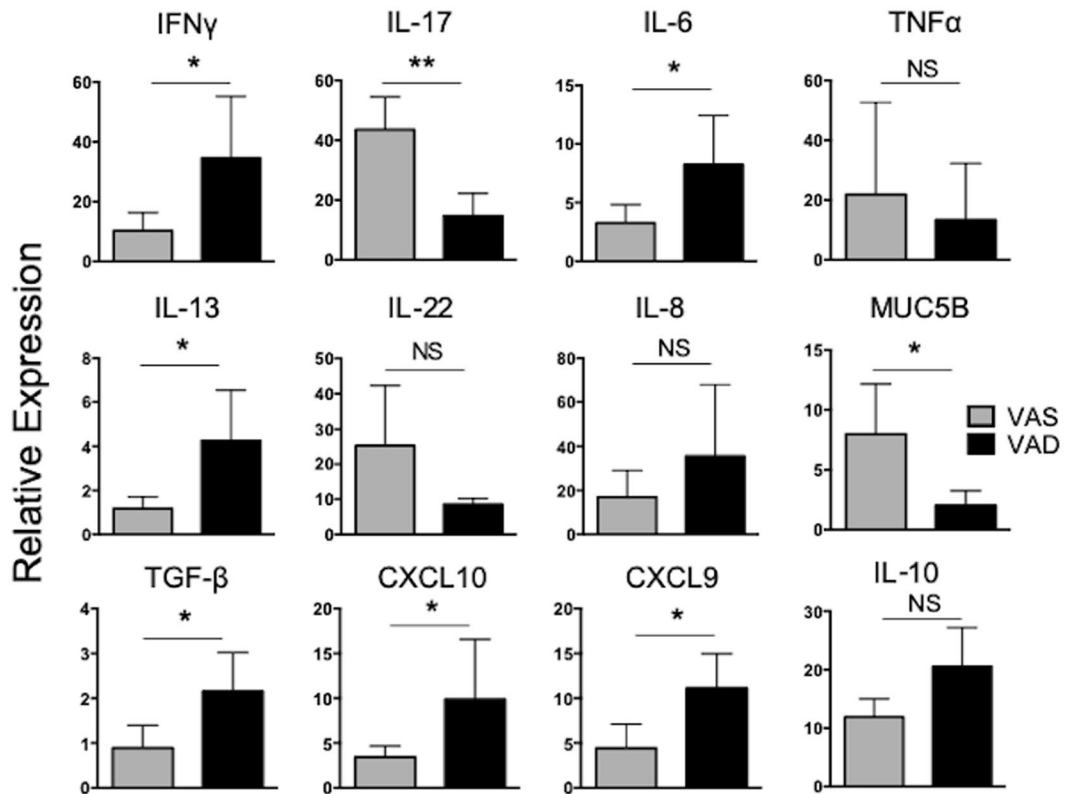 IFNγ IL-17 IL-6 TNFα
* ** * NS
60 60 15 60
40 40 10 40
20 20 5 20
0 0 0 0
Relative Expression
IL-13 IL-22 IL-8 MUC5B
* NS NS *
8 50 80 15
6 40 60 10
4 30 40 5
2 20 20 0
0 10 0
0
VAS
VAD
TGF-β CXCL10 CXCL9 IL-10
* * * NS
4 20 20 30
3 15 15 20
2 10 10 10
1 5 5 0
0 0 0